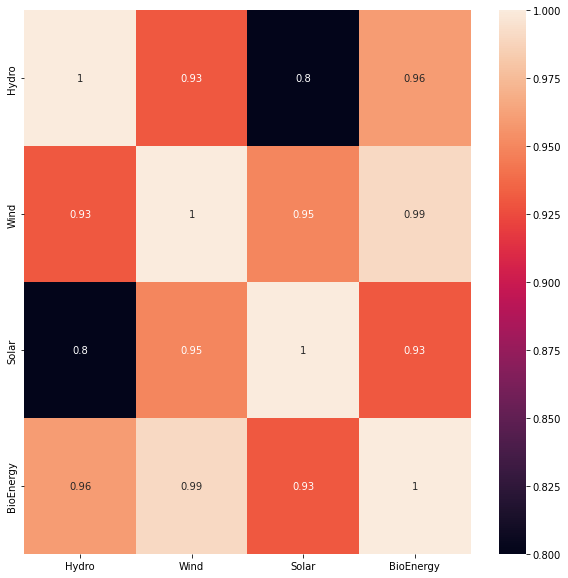 Hydro 1 0.93 0.8 0.96
Wind 0.93 1 0.95 0.99
Solar 0.8 0.95 1 0.93
BioEnergy 0.96 0.99 0.93 1
Hydro Wind Solar BioEnergy
1.000
0.975
0.950
0.925
0.900
0.875
0.850
0.825
0.800